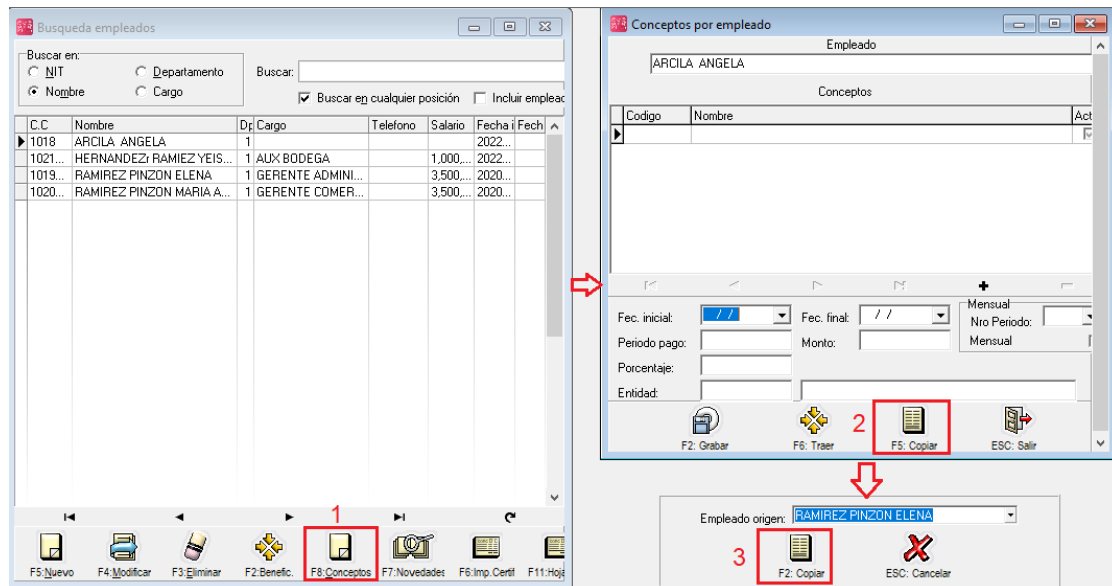 Busqueda empleados
Buscar en:
NIT
Departamento
Nombre
Cargo
Buscar:
Buscar en cualquier posición
Incluir emplead
C.C Nombre Dp Cargo Telefono Salario Fecha i Fech
1018 ARCILA ANGELA 1 2022...
1021... HERNANDEZr RAMIEZ YEIS... 1 AUX BODEGA 1,000,... 2022...
1019... RAMIREZ PINZON ELENA 1 GERENTE ADMINI... 3,500,... 2020...
1020... RAMIREZ PINZON MARIA A... 1 GERENTE COMER... 3,500,... 2020...
1
F5:Nuevo F4:Modificar F3:Eliminar F2:Benefic. F8:Conceptos F7:Novedades F6:Imp.Certif F11:Hoja
Conceptos por empleado
Empleado
ARCILA ANGELA
Conceptos
Codigo Nombre Act
Fec. inicial: / / Fec. final: / /
Mensual
Nro Periodo:
Periodo pago: Monto: Mensual
Porcentaje:
Entidad:
2
F2: Grabar F6: Traer F5: Copiar ESC: Salir
Empleado origen: RAMIREZ PINZON ELENA
3
F2: Copiar ESC: Cancelar